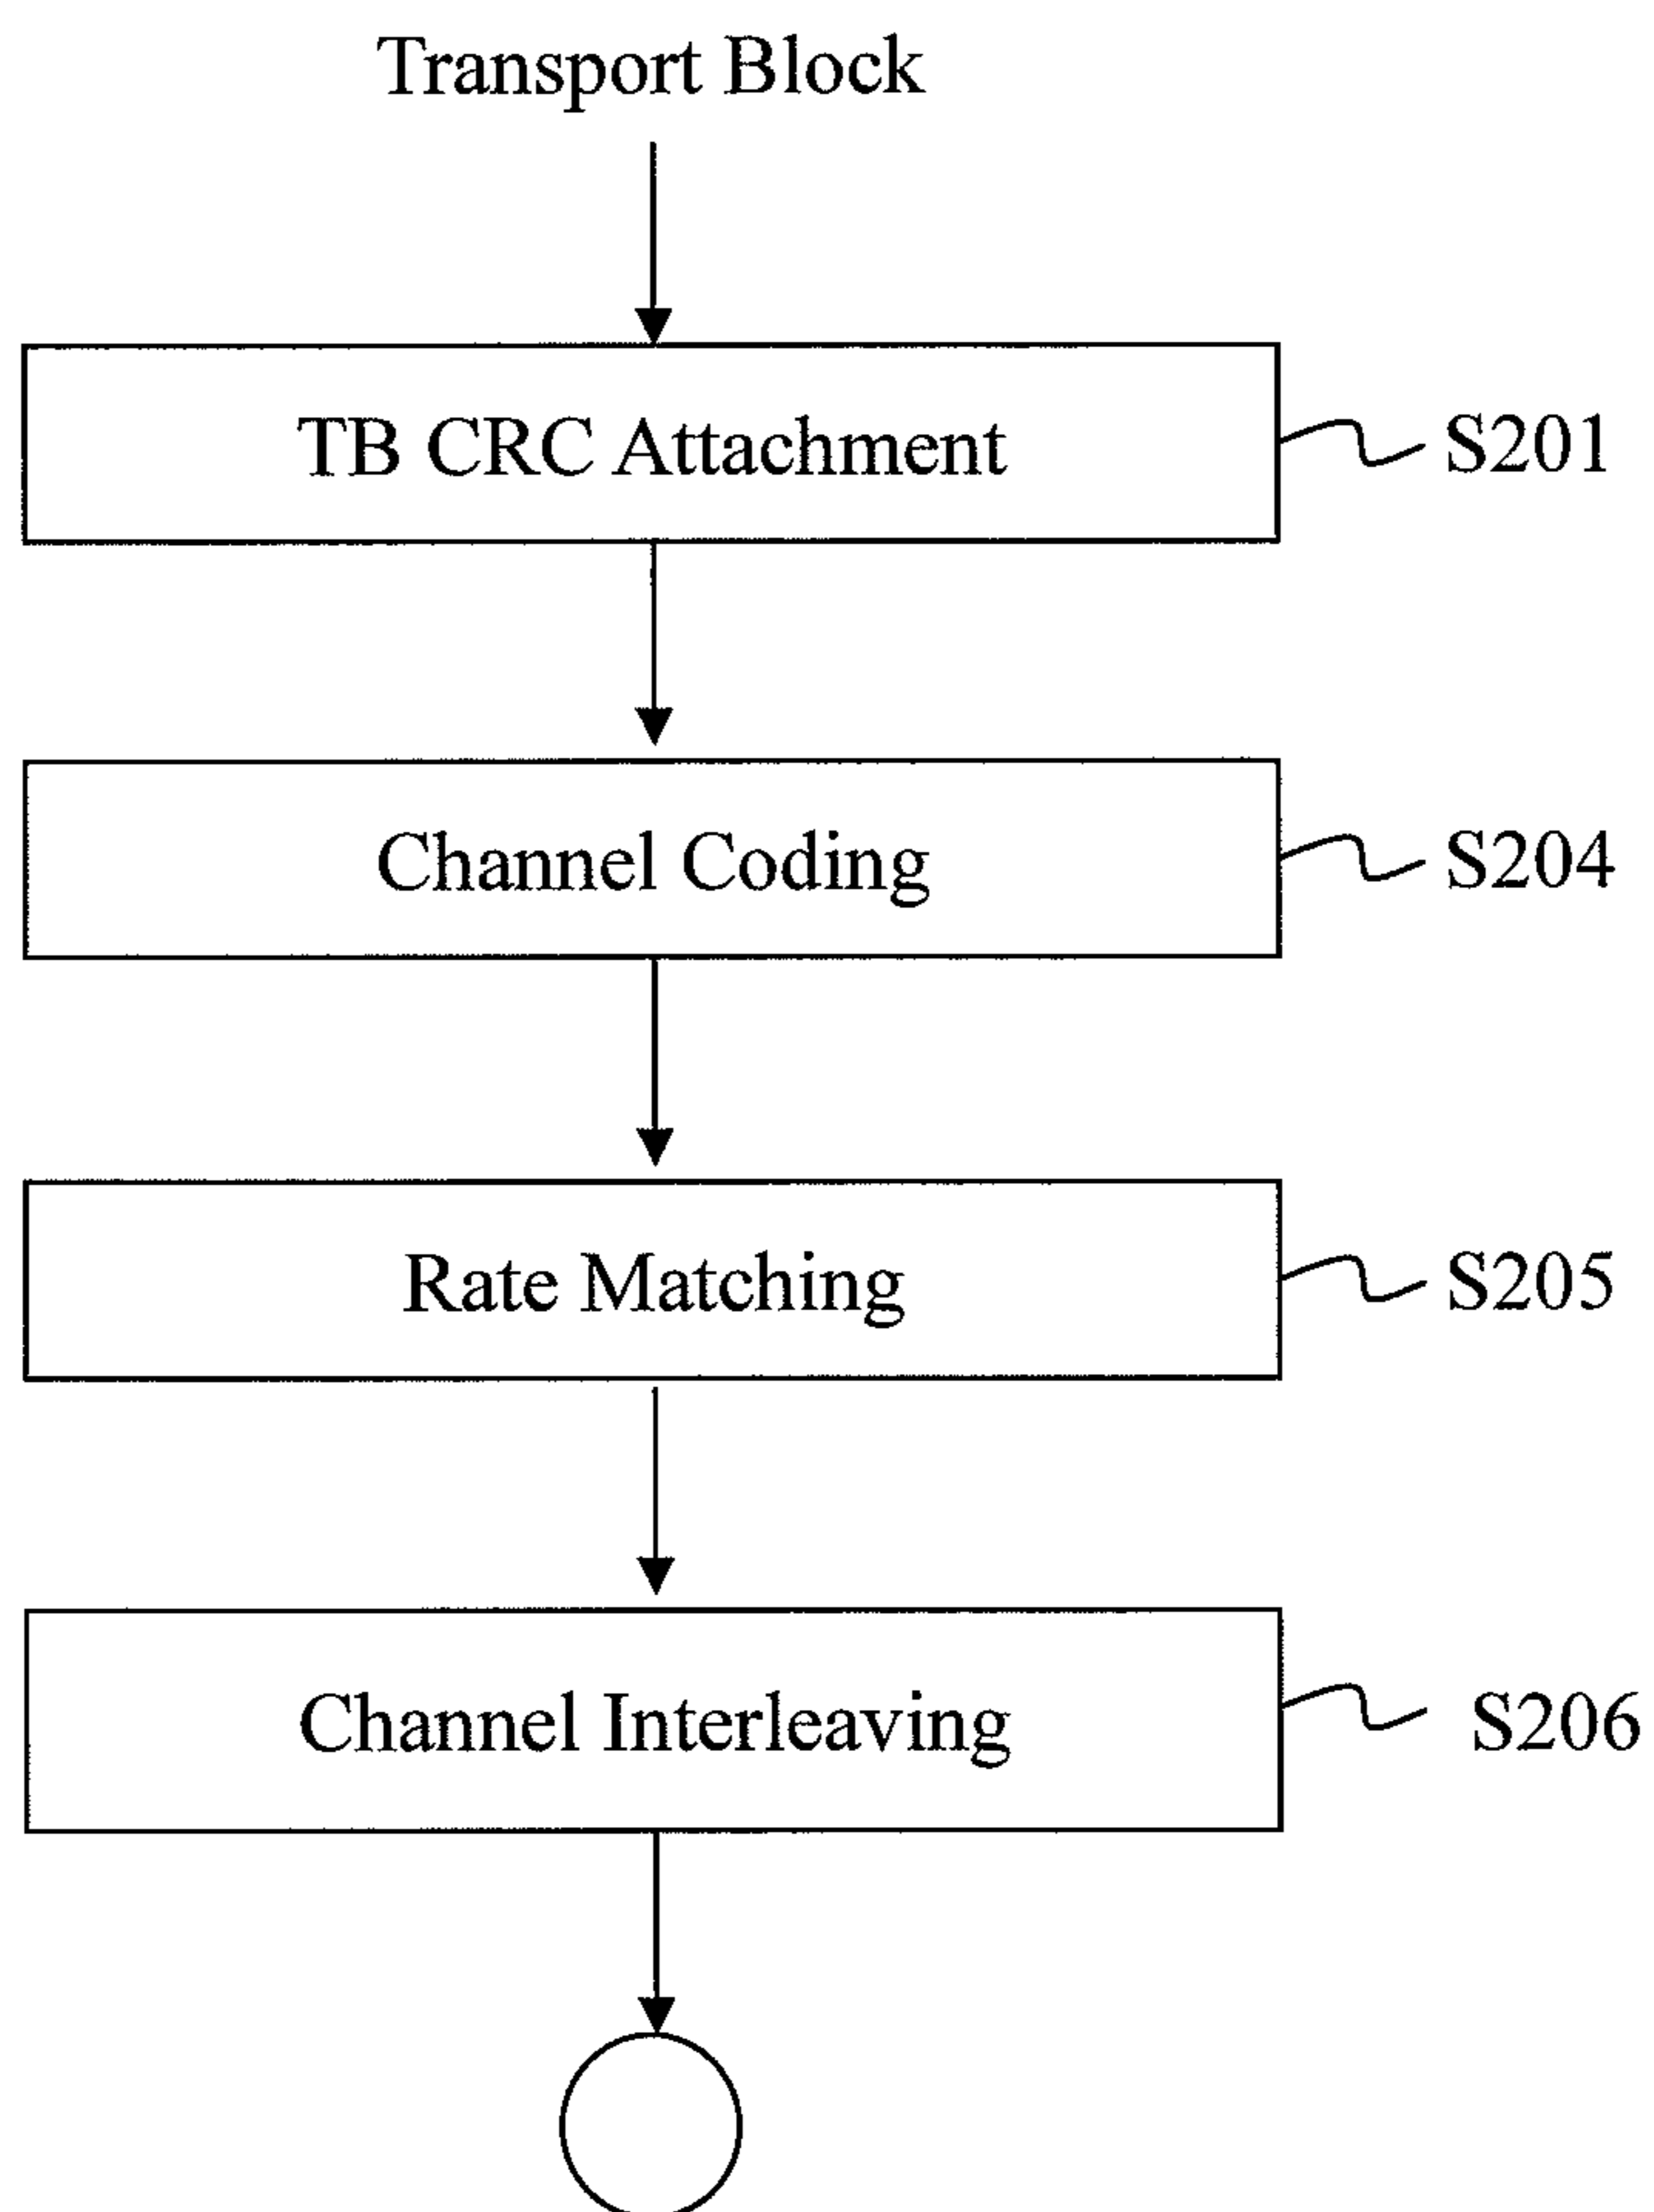 Transport Block
TB CRC Attachment
S201
Channel Coding
S204
Rate Matching
S205
Channel Interleaving
S206